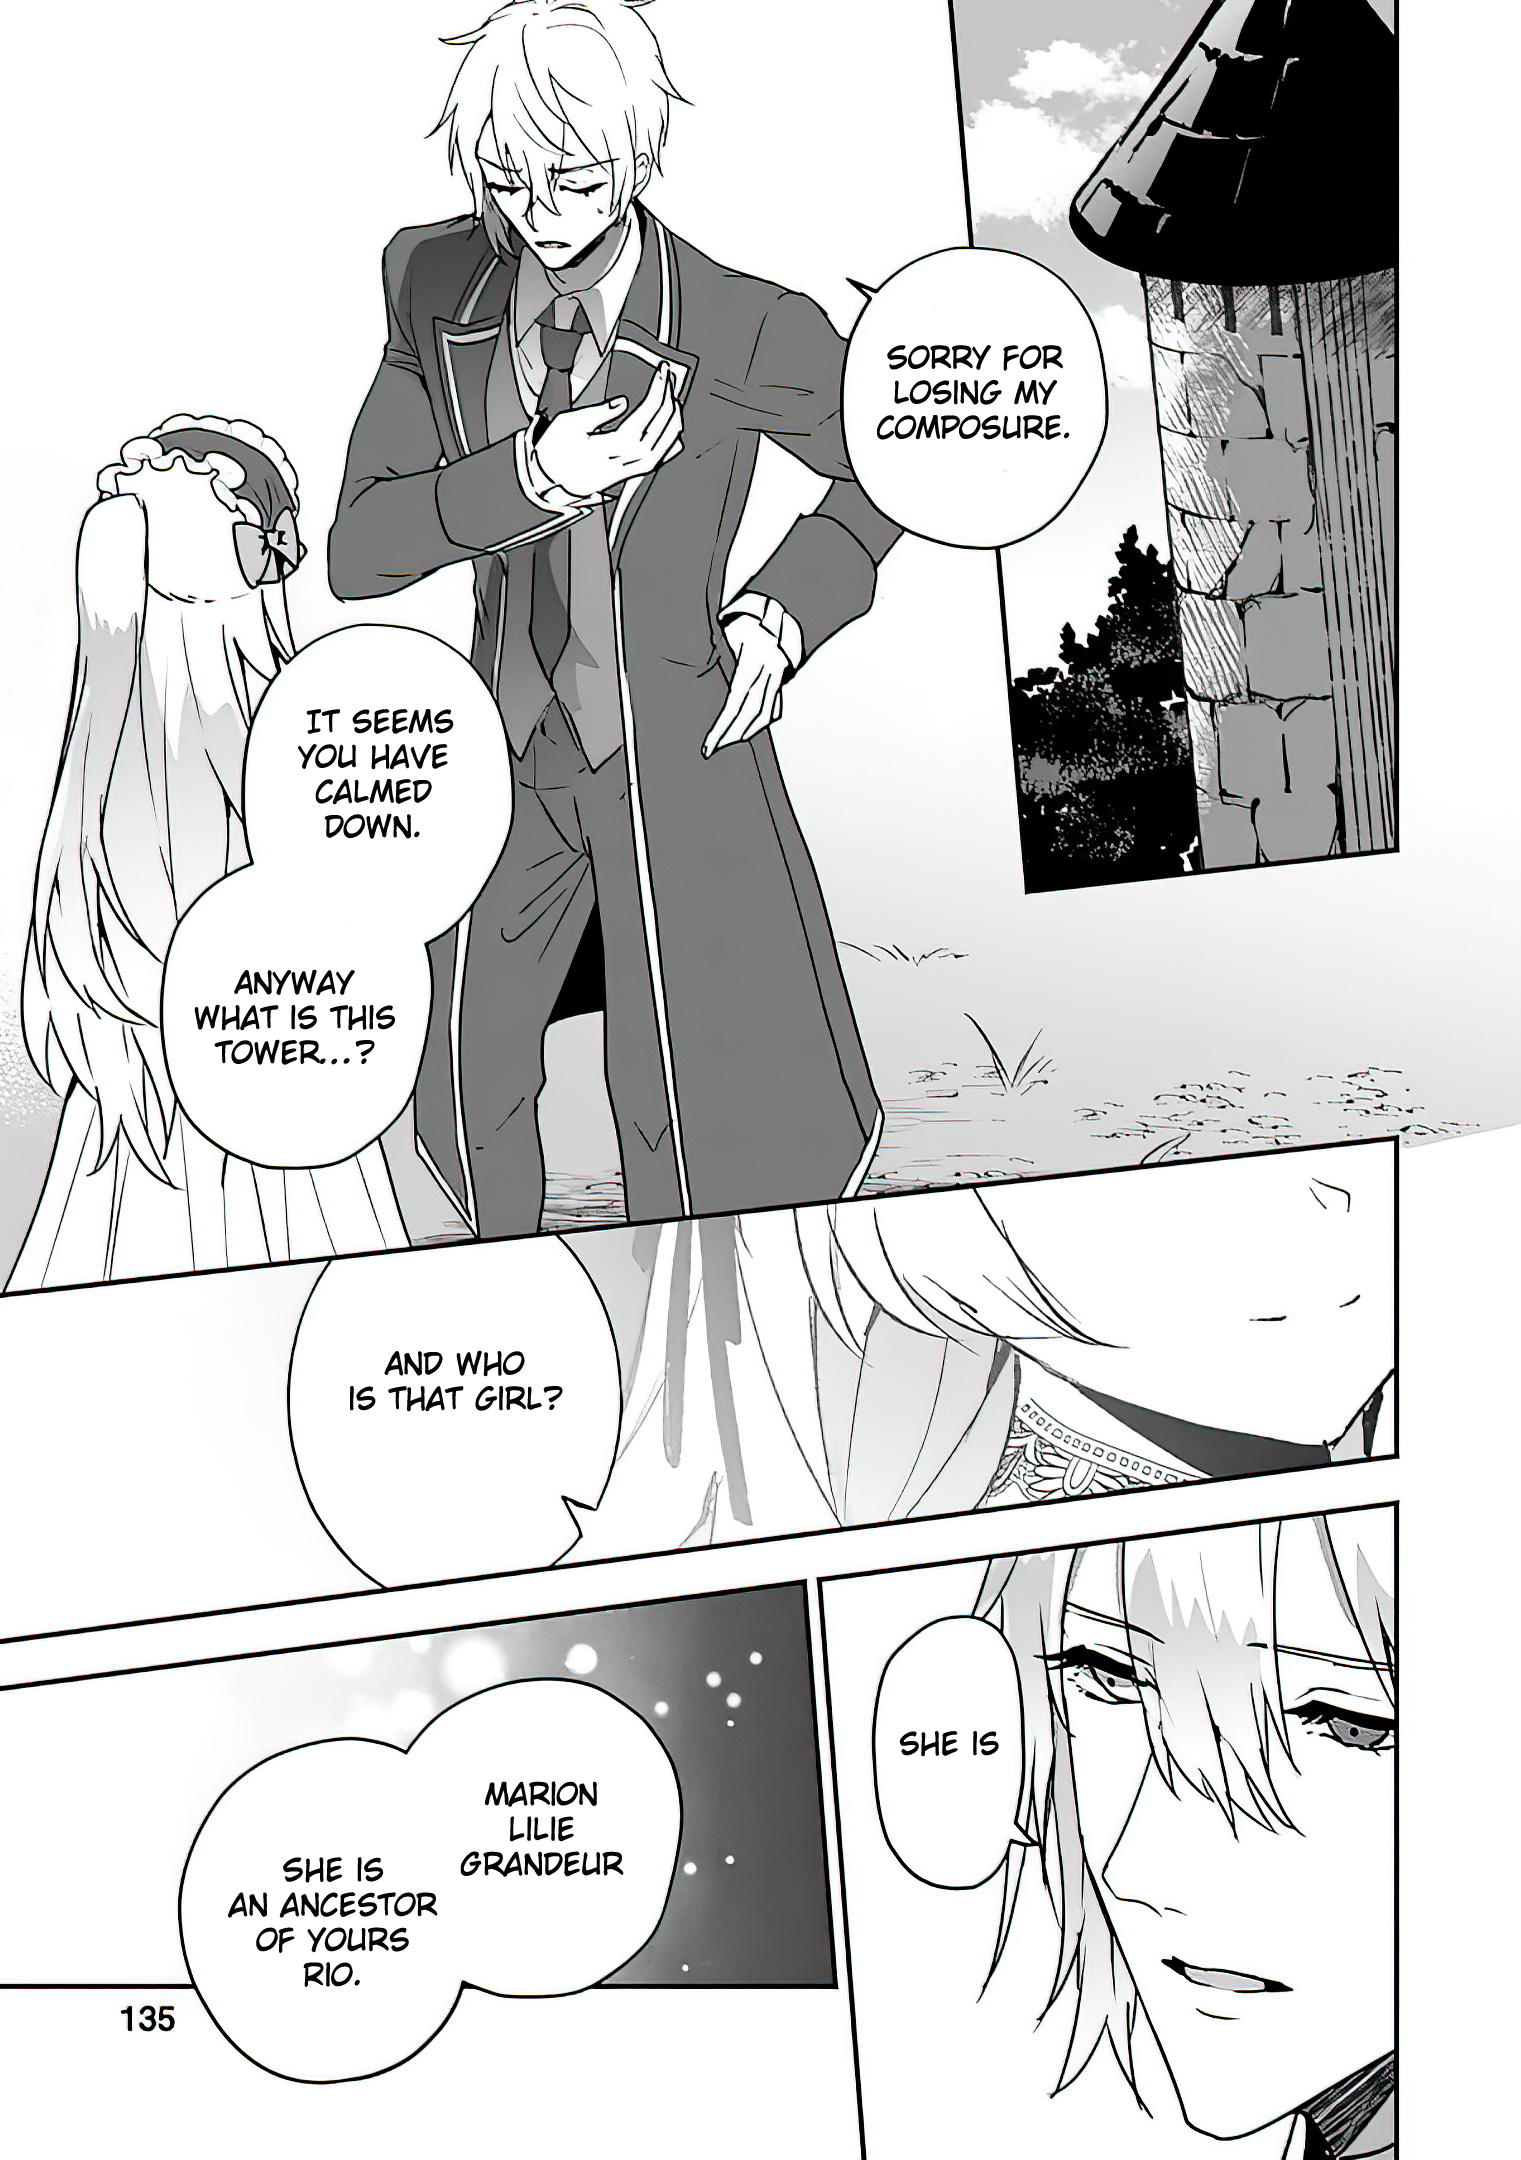 SORRY FOR
LOSING MY
COMPOSURE.
IT SEEMS
YOU HAVE
CALMED
DOWN.
ANYWAY
WHAT IS THIS
TOWER...?
AND WHO
IS THAT GIRL?
SHE IS
MARION
LILIE
GRANDEUR
SHE IS
AN ANCESTOR
OF YOURS
RIO.
135